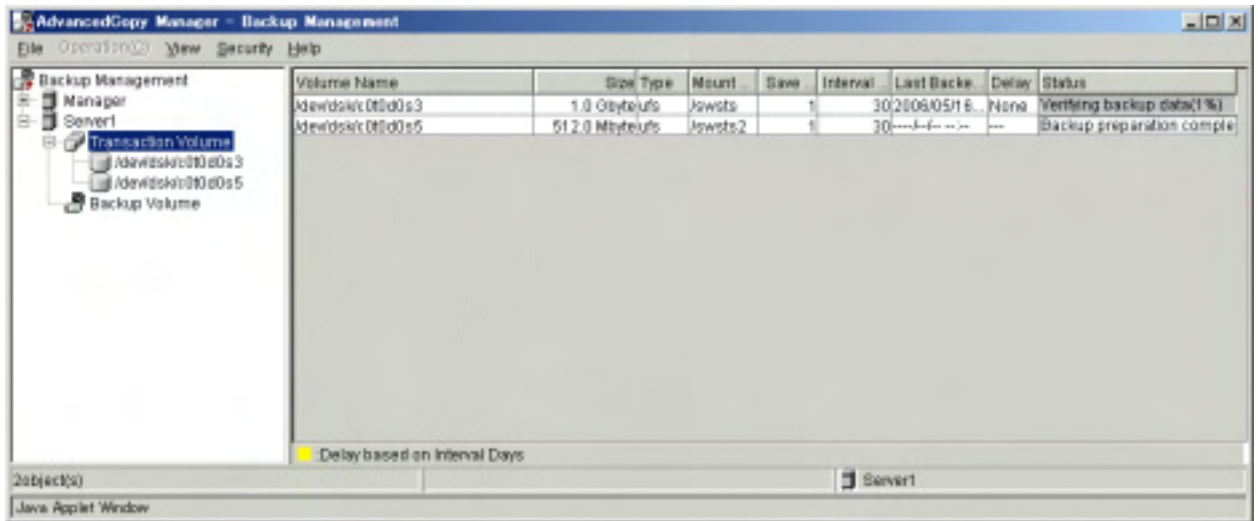 AdvancedCopy Manager - Backup Management
File Operation(O) View Security Help
Backup Management
Manager
Server1
Transaction Volume
/dev/dsk/c0t0d0s3
/dev/dsk/c0t0d0s5
Backup Volume
Volume Name Size Type Mount ... Save ... Interval ... Last Backe... Delay Status
/dev/dsk/c0t0d0s3 1.0 Gbyte ufs /swsts 1 30 2006/05/16... None Verifying backup data(1%)
/dev/dsk/c0t0d0s5 512.0 Mbyte ufs /swsts2 1 30 ----/--/-- --:-- --- Backup preparation comple
:Delay based on Interval Days
2object(s) Server1
Java Applet Window